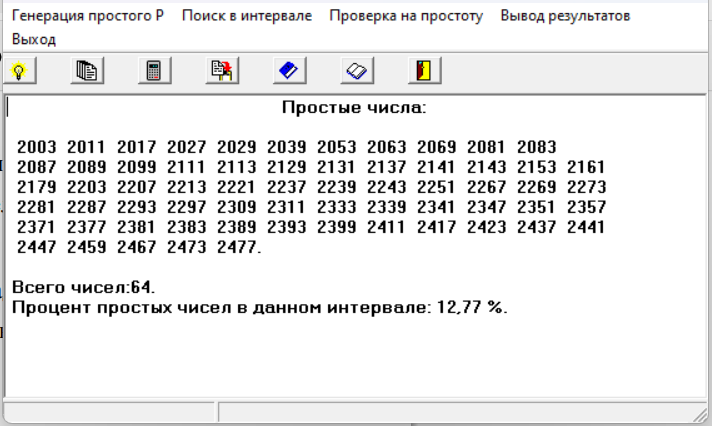 Генерация простого P Поиск в интервале Проверка на простоту Вывод результатов
Выход
Простые числа:
2003 2011 2017 2027 2029 2039 2053 2063 2069 2081 2083
2087 2089 2099 2111 2113 2129 2131 2137 2141 2143 2153 2161
2179 2203 2207 2213 2221 2237 2239 2243 2251 2267 2269 2273
2281 2287 2293 2297 2309 2311 2333 2339 2341 2347 2351 2357
2371 2377 2381 2383 2389 2393 2399 2411 2417 2423 2437 2441
2447 2459 2467 2473 2477.
Всего чисел:64.
Процент простых чисел в данном интервале: 12,77 %.